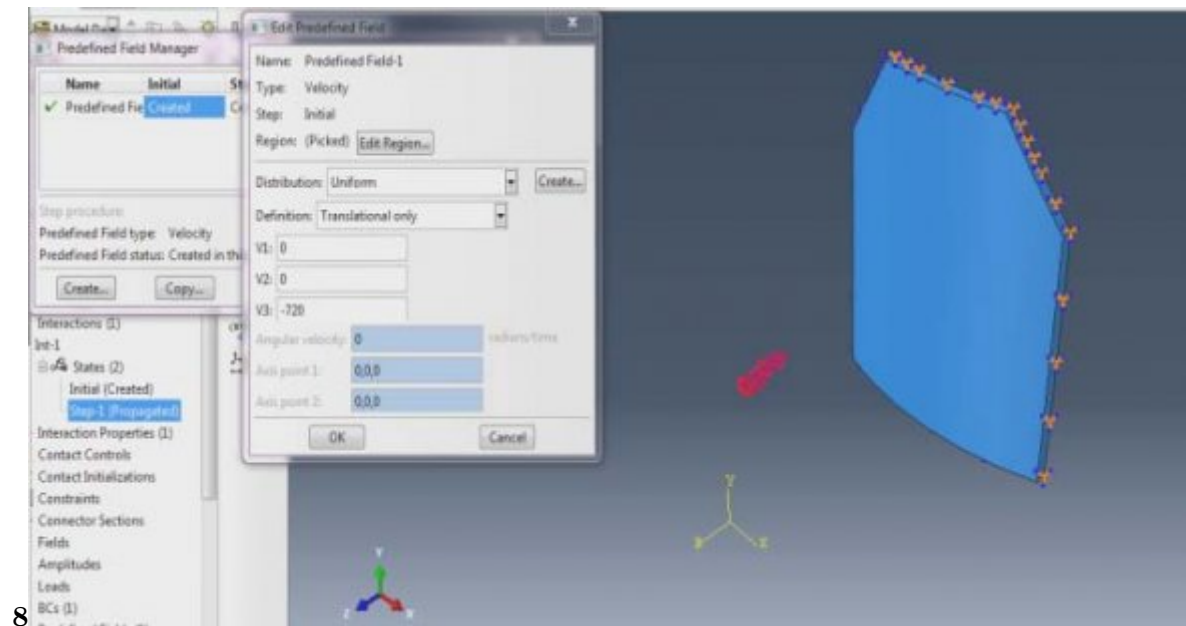 Predefined Field Manager
Name Initial
Predefined Fie Created
Step procedure:
Predefined Field type: Velocity
Predefined Field status: Created in this
Create... Copy...
Edit Predefined Field
Name: Predefined Field-1
Type: Velocity
Step: Initial
Region: (Picked) Edit Region...
Distribution: Uniform Create...
Definition: Translational only
V1: 0
V2: 0
V3: -720
Angular velocity: 0 radians/time
Axis point 1: 0,0,0
Axis point 2: 0,0,0
OK Cancel
Interactions (1)
Int-1
States (2)
Initial (Created)
Step-1 (Propagated)
Interaction Properties (1)
Contact Controls
Contact Initializations
Constraints
Connector Sections
Fields
Amplitudes
Loads
BCs (1)
Y
X
Y
Z
X
8